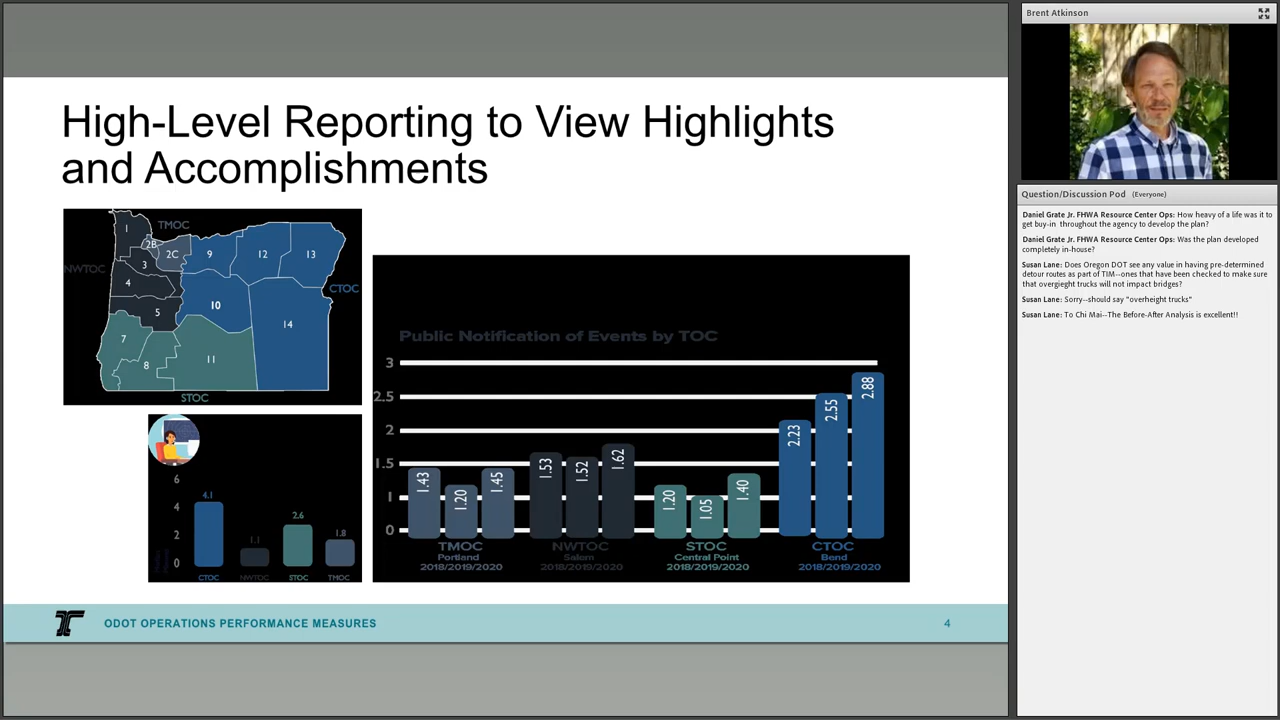 High-Level Reporting to View Highlights
and Accomplishments
TMOC
NWTOC
CTOC
STOC
1
2B
2C
3
4
5
7
8
9
10
11
12
13
14
6
4
2
0
4.1
1.1
2.6
1.8
CTOC
NWTOC
STOC
TMOC
Public Notification of Events by TOC
3
2.5
2
1.5
1
0
1.43
1.20
1.45
1.53
1.52
1.62
1.20
1.05
1.40
2.23
2.55
2.88
TMOC
Portland
2018/2019/2020
NWTOC
Salem
2018/2019/2020
STOC
Central Point
2018/2019/2020
CTOC
Bend
2018/2019/2020
ODOT OPERATIONS PERFORMANCE MEASURES
4
Brent Atkinson
Question/Discussion Pod (Everyone)
Daniel Grate Jr. FHWA Resource Center Ops: How heavy of a life was it to
get buy-in throughout the agency to develop the plan?
Daniel Grate Jr. FHWA Resource Center Ops: Was the plan developed
completely in-house?
Susan Lane: Does Oregon DOT see any value in having pre-determined
detour routes as part of TIM--ones that have been checked to make sure
that overgieght trucks will not impact bridges?
Susan Lane: Sorry--should say "overheight trucks"
Susan Lane: To Chi Mai--The Before-After Analysis is excellent!!